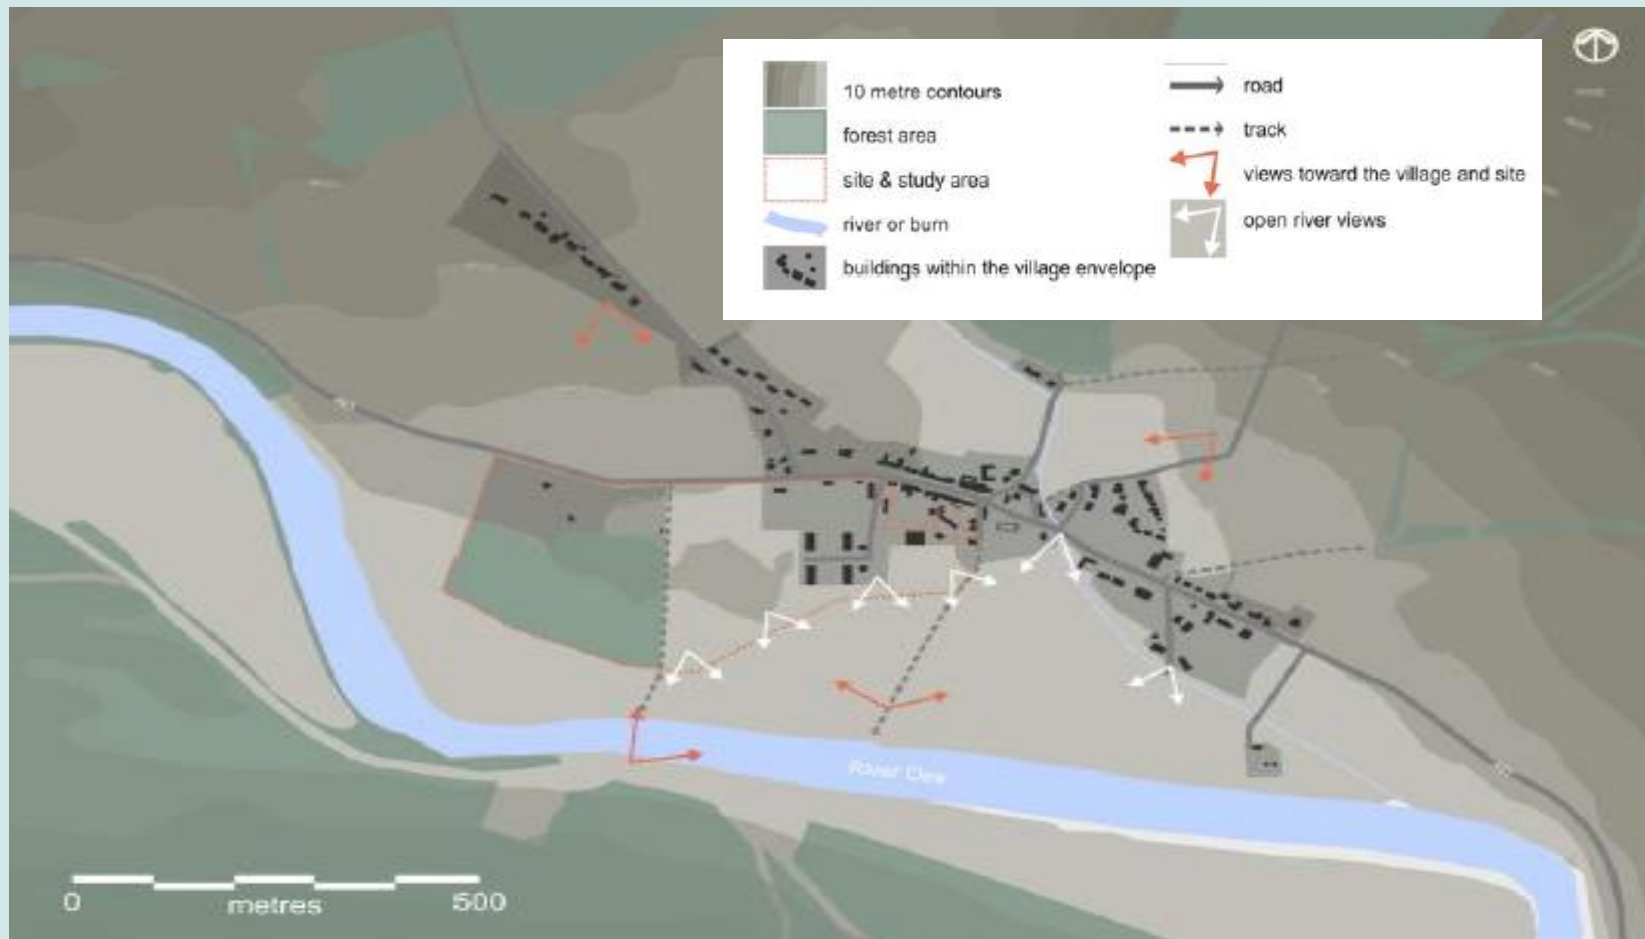 10 metre contours
forest area
site & study area
river or burn
buildings within the village envelope
road
track
views toward the village and site
open river views
River Dee
0
metres
500